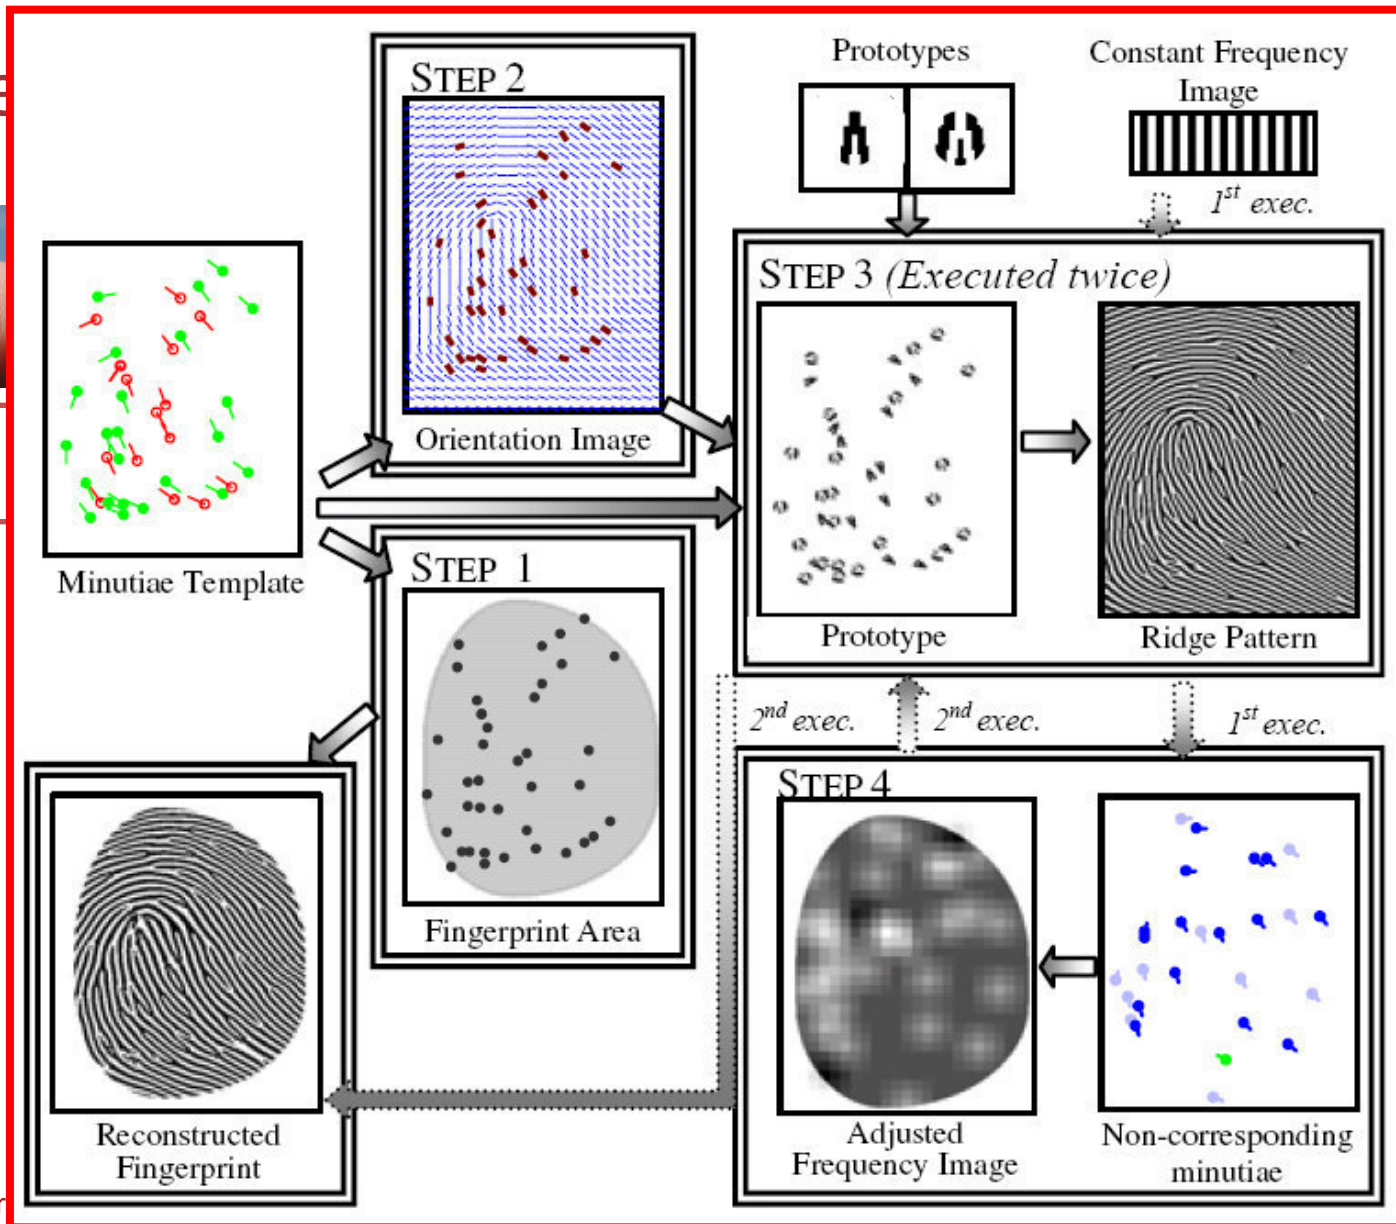 STEP 2
Orientation Image
Prototypes
Constant Frequency
Image
1st exec.
STEP 3 (Executed twice)
Prototype
Ridge Pattern
Minutiae Template
STEP 1
Fingerprint Area
2nd exec.
2nd exec.
1st exec.
STEP 4
Adjusted
Frequency Image
Non-corresponding
minutiae
Reconstructed
Fingerprint